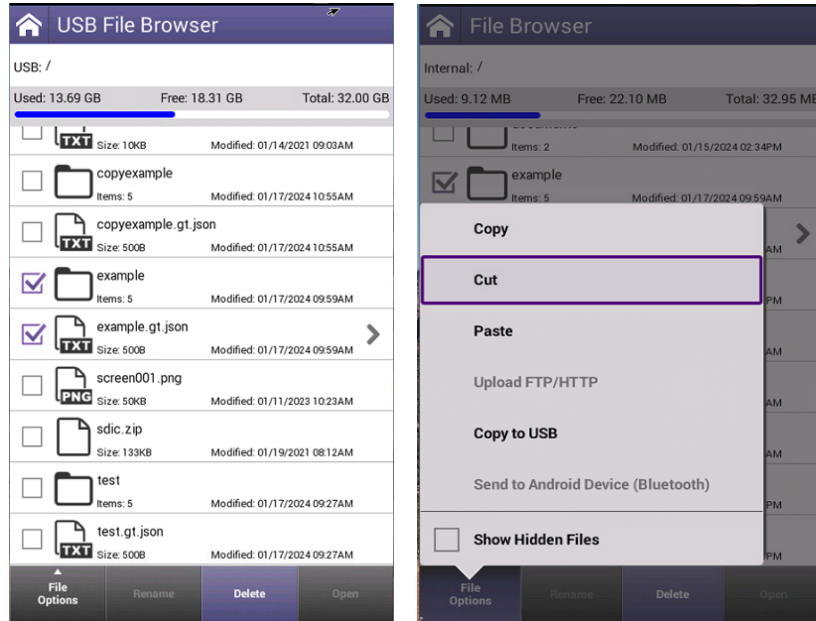 USB File Browser
USB: /
Used: 13.69 GB Free: 18.31 GB Total: 32.00 GB
TXT Size: 10KB Modified: 01/14/2021 09:03AM
copyexample
Items: 5 Modified: 01/17/2024 10:55AM
copyexample.gt.json
TXT Size: 500B Modified: 01/17/2024 10:55AM
example
Items: 5 Modified: 01/17/2024 09:59AM
example.gt.json
TXT Size: 500B Modified: 01/17/2024 09:59AM
screen001.png
PNG Size: 50KB Modified: 01/11/2023 10:23AM
sdic.zip
Size: 133KB Modified: 01/19/2021 08:12AM
test
Items: 5 Modified: 01/17/2024 09:27AM
test.gt.json
TXT Size: 500B Modified: 01/17/2024 09:27AM
File
Options Rename Delete Open
File Browser
Internal: /
Used: 9.12 MB Free: 22.10 MB Total: 32.95 MB
Items: 2 Modified: 01/15/2024 02:34PM
example
Items: 5 Modified: 01/17/2024 09:59AM
Copy
AM
Cut
PM
Paste
AM
Upload FTP/HTTP
AM
Copy to USB
AM
Send to Android Device (Bluetooth)
PM
Show Hidden Files
PM
File
Options Rename Delete Open